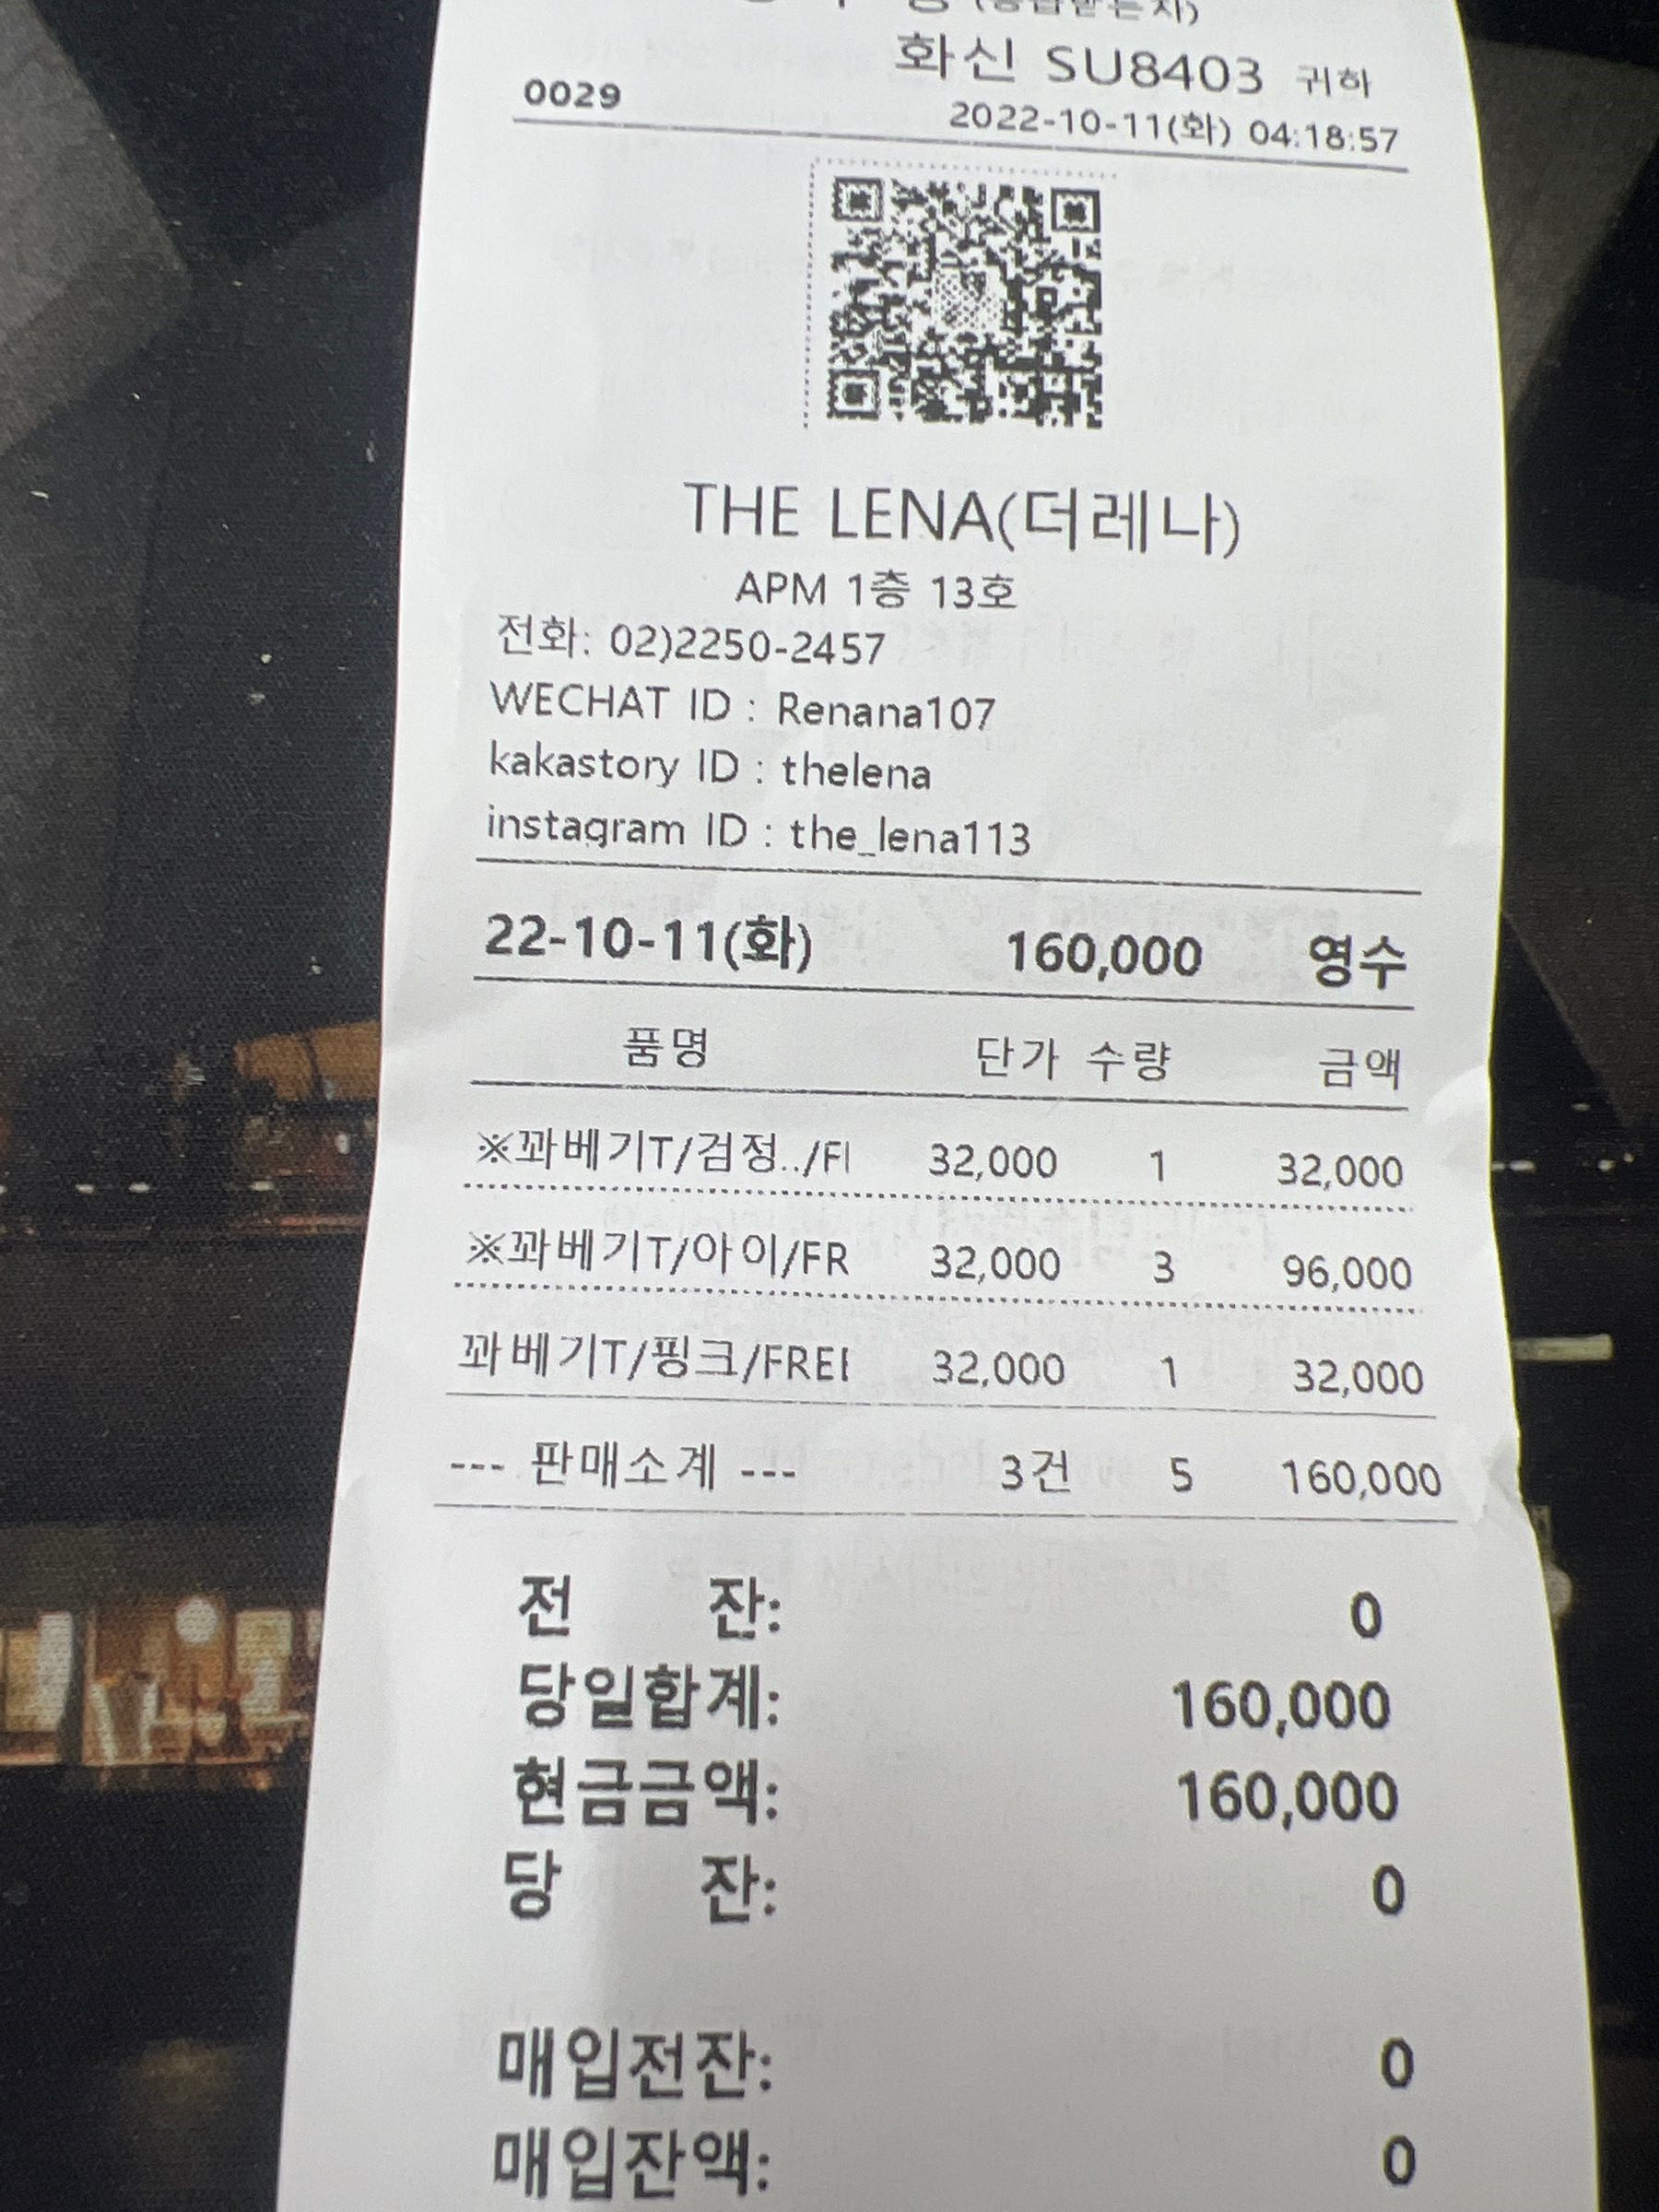 (공급받는자)
화신 SU8403 귀하
0029 2022-10-11(화) 04:18:57
THE LENA(더레나)
APM 1층 13호
전화: 02)2250-2457
WECHAT ID : Renana107
kakastory ID : thelena
instagram ID : the_lena113
22-10-11(화) 160,000 영수
품명 단가 수량 금액
※꽈베기T/검정../FI 32,000 1 32,000
※꽈베기T/아이/FR 32,000 3 96,000
꽈베기T/핑크/FREI 32,000 1 32,000
--- 판매소계 --- 3건 5 160,000
전 잔: 0
당일합계: 160,000
현금금액: 160,000
당 잔: 0
매입전잔: 0
매입잔액: 0